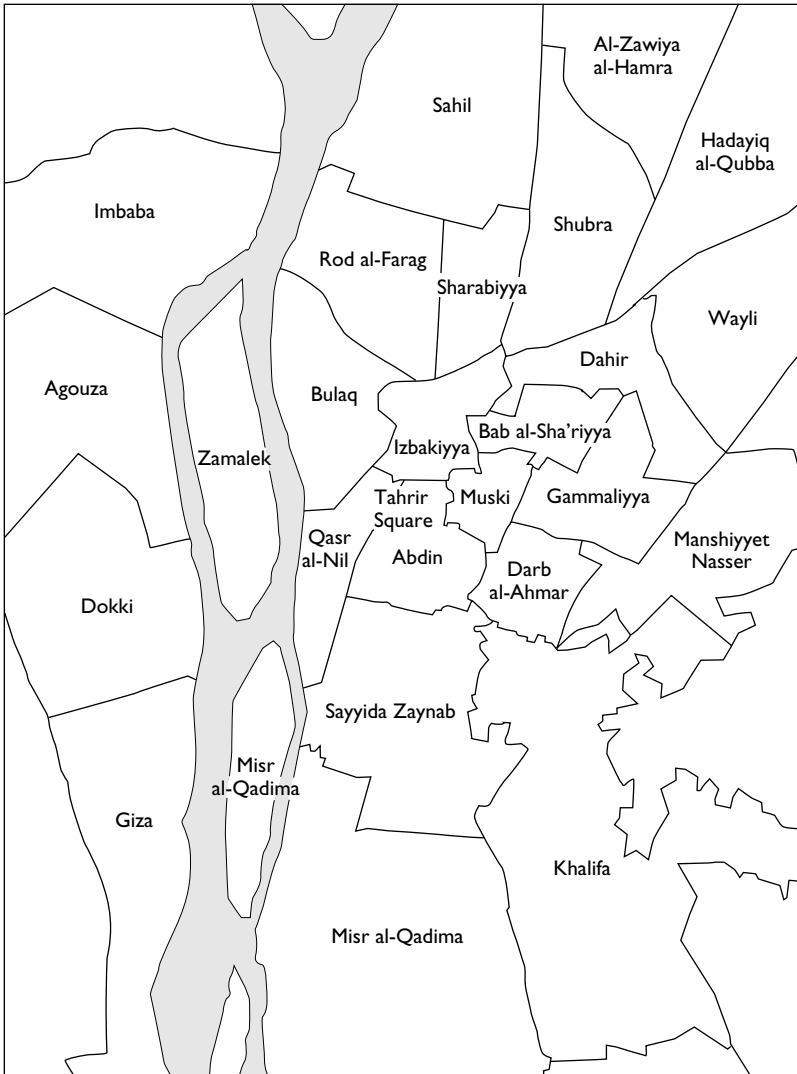 Al-Zawiya
al-Hamra
Sahil
Hadayiq
al-Qubba
Imbaba
Shubra
Rod al-Farag
Sharabiyya
Wayli
Dahir
Agouza
Bulaq
Bab al-Sha’riyya
Izbakiyya
Zamalek
Tahrir
Square
Muski
Gammaliyya
Qasr
al-Nil
Abdin
Manshiyyet
Nasser
Darb
al-Ahmar
Dokki
Sayyida Zaynab
Misr
al-Qadima
Giza
Khalifa
Misr al-Qadima